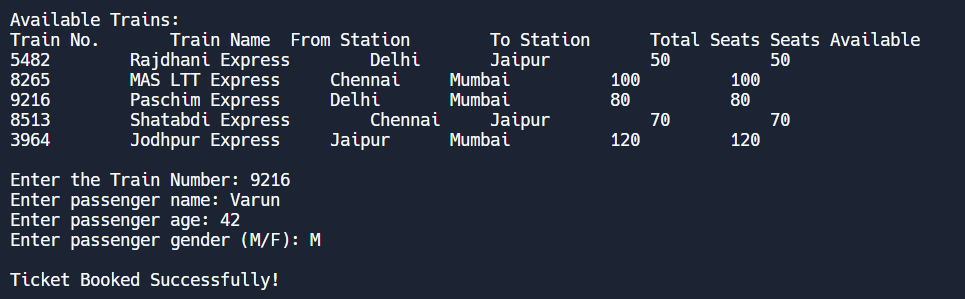 Available Trains:
Train No.       Train Name  From Station        To Station      Total Seats Seats Available
5482        Rajdhani Express        Delhi       Jaipur          50          50
8265        MAS LTT Express     Chennai     Mumbai          100         100
9216        Paschim Express     Delhi       Mumbai          80          80
8513        Shatabdi Express        Chennai     Jaipur          70          70
3964        Jodhpur Express     Jaipur      Mumbai          120         120

Enter the Train Number: 9216
Enter passenger name: Varun
Enter passenger age: 42
Enter passenger gender (M/F): M

Ticket Booked Successfully!